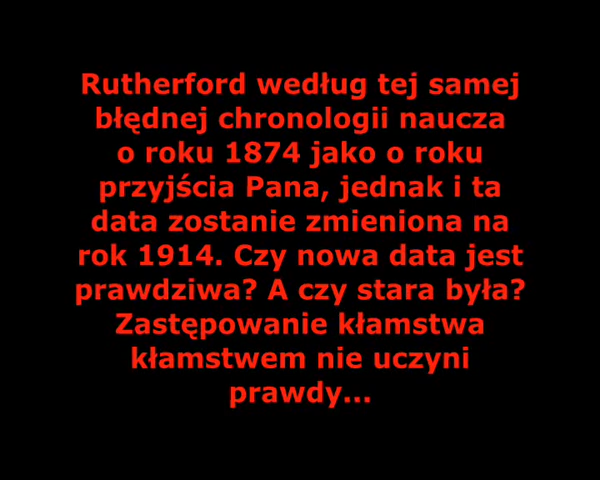 Rutherford według tej samej
błędnej chronologii naucza
o roku 1874 jako o roku
przyjścia Pana, jednak i ta
data zostanie zmieniona na
rok 1914. Czy nowa data jest
prawdziwa? A czy stara była?
Zastępowanie kłamstwa
kłamstwem nie uczyni
prawdy...